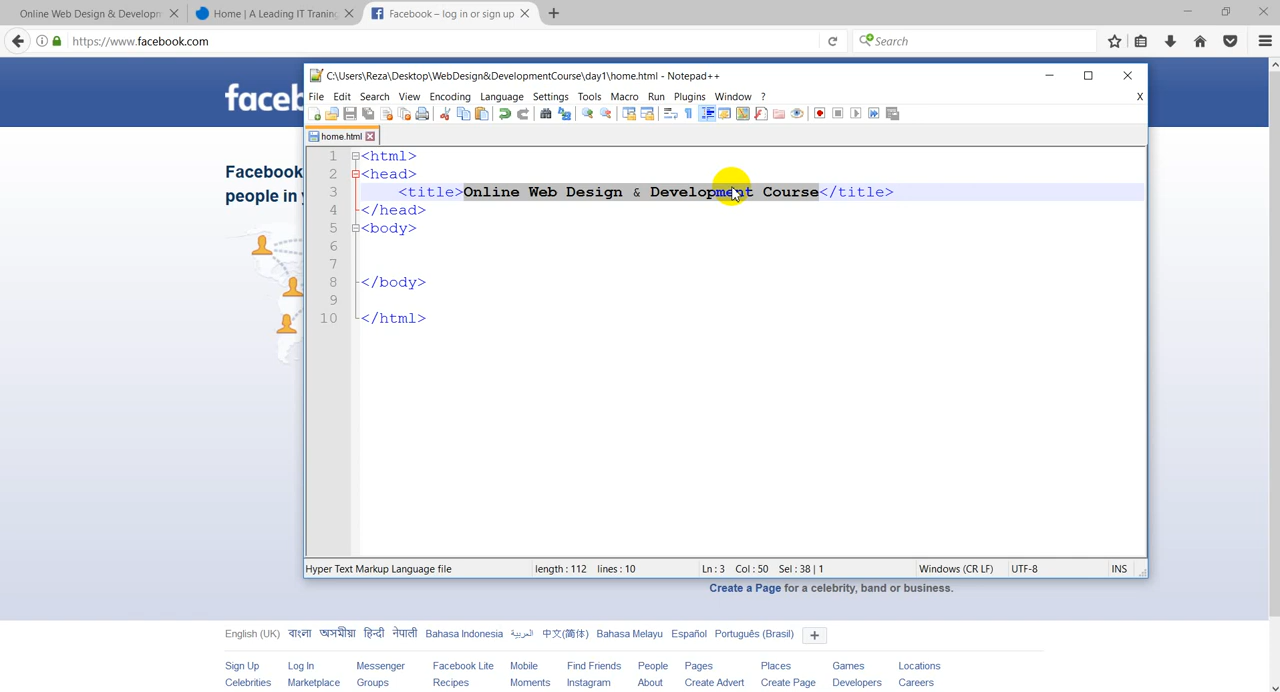 Online Web Design & Developm
Home | A Leading IT Traning
Facebook – log in or sign up
https://www.facebook.com
Search
faceb
C:\Users\Reza\Desktop\WebDesign&DevelopmentCourse\day1\home.html - Notepad++
File Edit Search View Encoding Language Settings Tools Macro Run Plugins Window ? X
home.html
Facebook
people in y
1 <html>
2 <head>
3 <title>Online Web Design & Development Course</title>
4 </head>
5 <body>
6
7
8 </body>
9
10 </html>
Hyper Text Markup Language file length : 112 lines : 10 Ln : 3 Col : 50 Sel : 38 | 1 Windows (CR LF) UTF-8 INS
Create a Page for a celebrity, band or business.
English (UK) বাংলা অসমীয়া हिन्दी नेपाली Bahasa Indonesia العربية 中文(简体) Bahasa Melayu Español Português (Brasil) +
Sign Up Log In Messenger Facebook Lite Mobile Find Friends People Pages Places Games Locations
Celebrities Marketplace Groups Recipes Moments Instagram About Create Advert Create Page Developers Careers